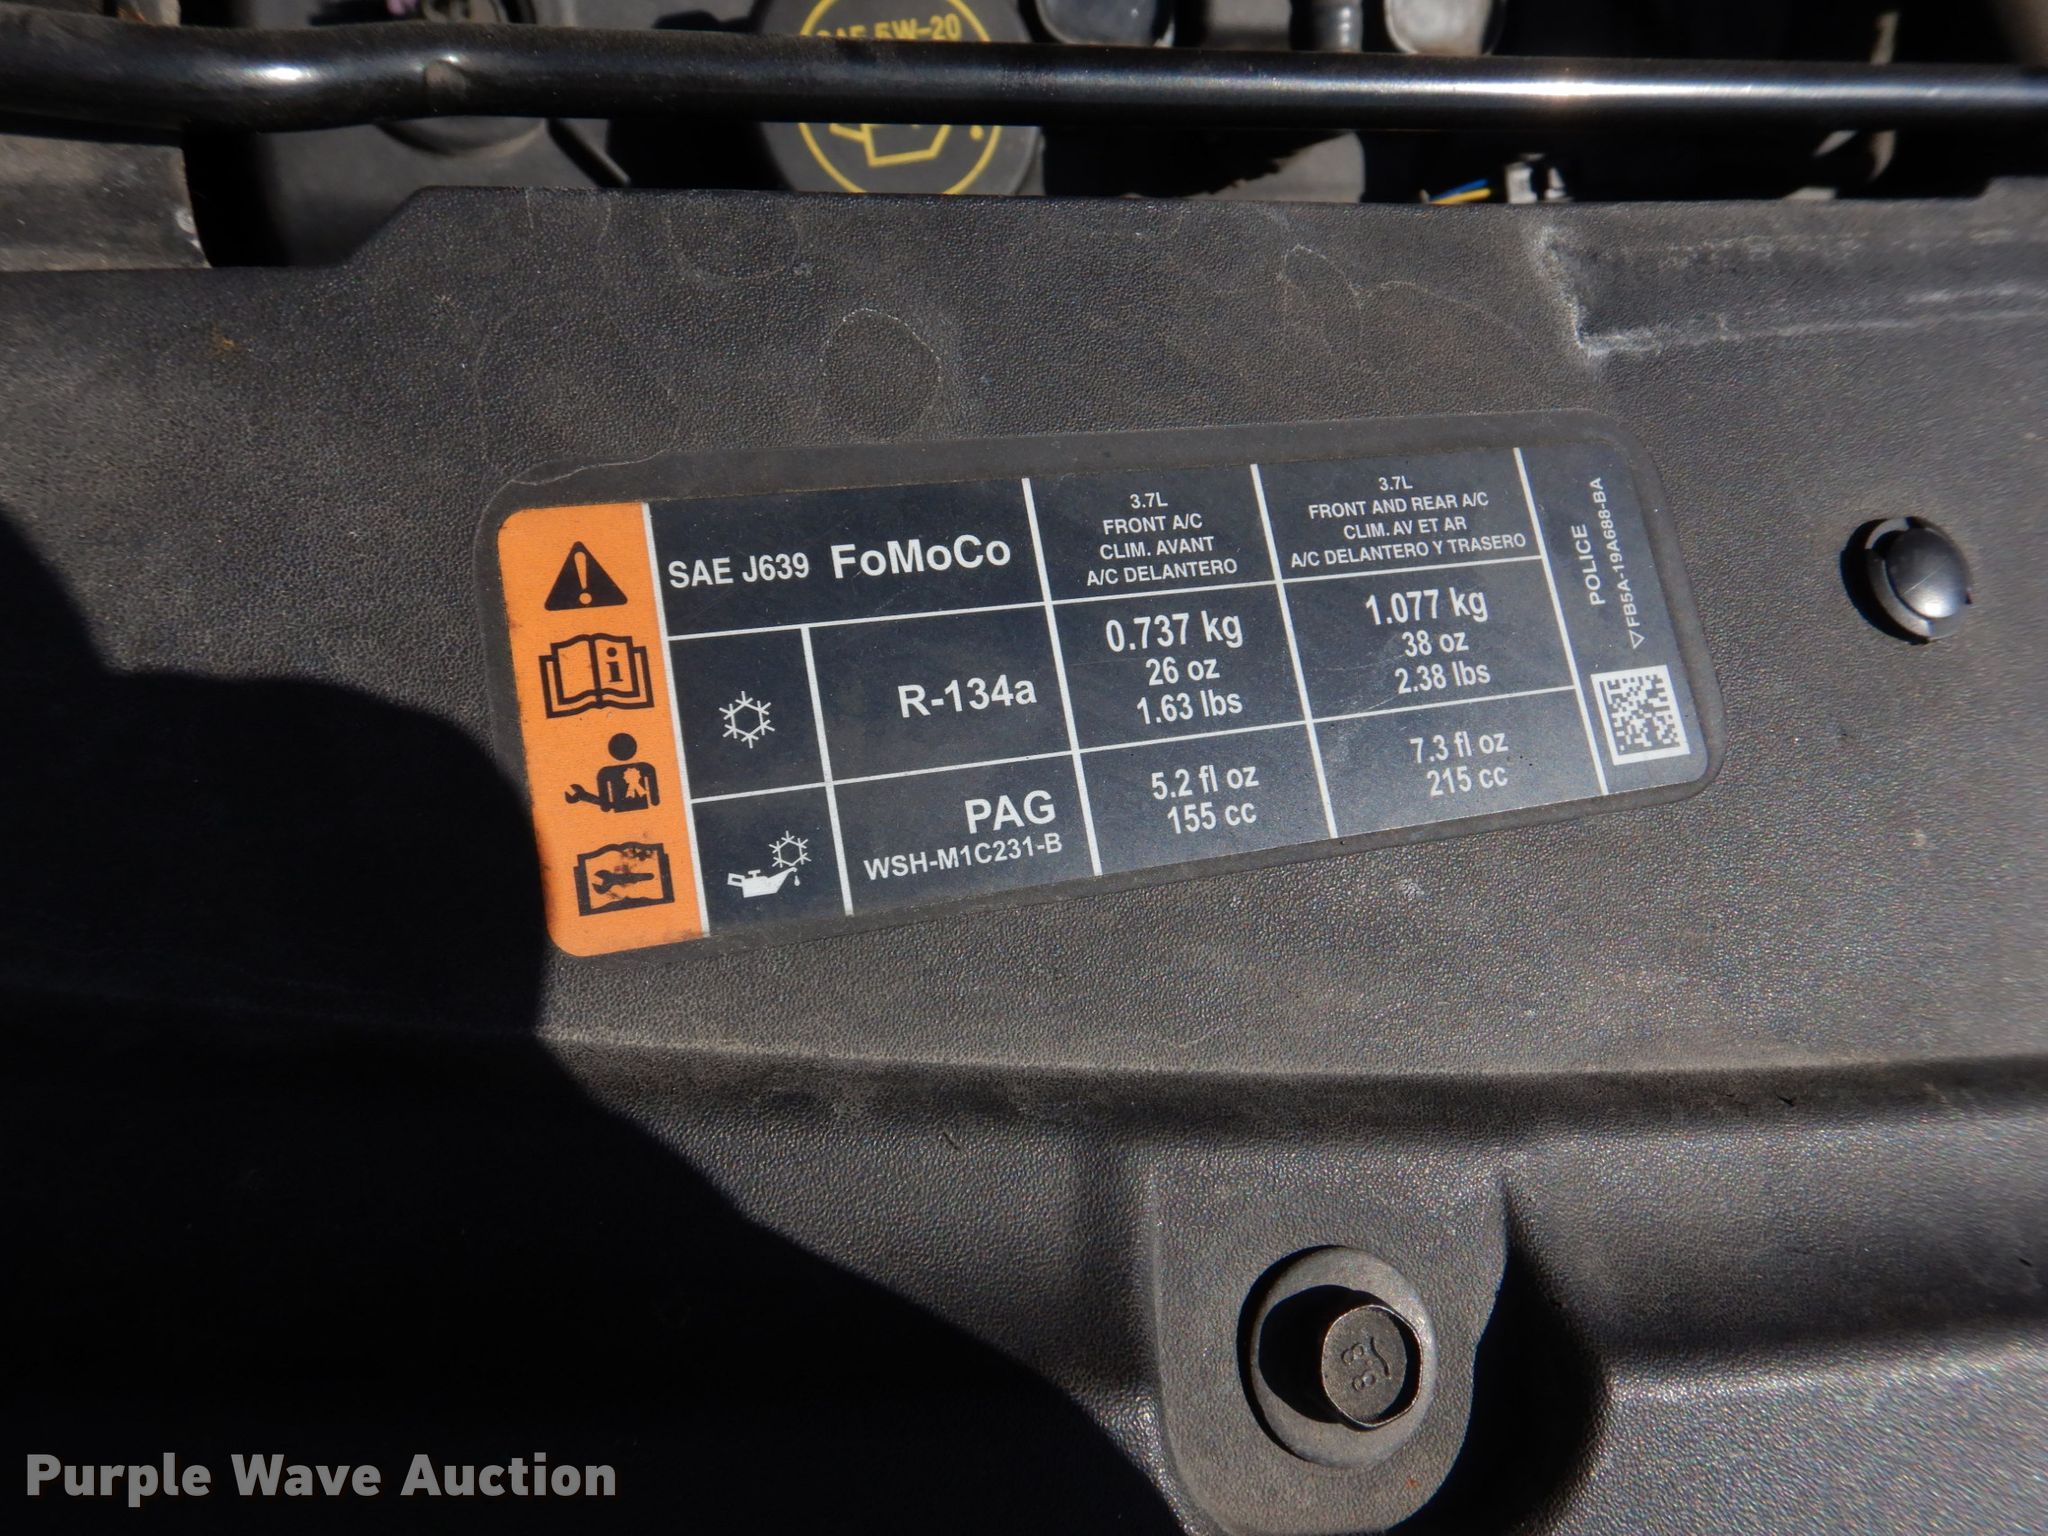 SAE 5W-20
SAE J639 FoMoCo
3.7L
FRONT A/C
CLIM. AVANT
A/C DELANTERO
3.7L
FRONT AND REAR A/C
CLIM. AV ET AR
A/C DELANTERO Y TRASERO
R-134a
0.737 kg
26 oz
1.63 lbs
1.077 kg
38 oz
2.38 lbs
PAG
WSH-M1C231-B
5.2 fl oz
155 cc
7.3 fl oz
215 cc
POLICE
FB5A-19A688-BA
8.8
Purple Wave Auction